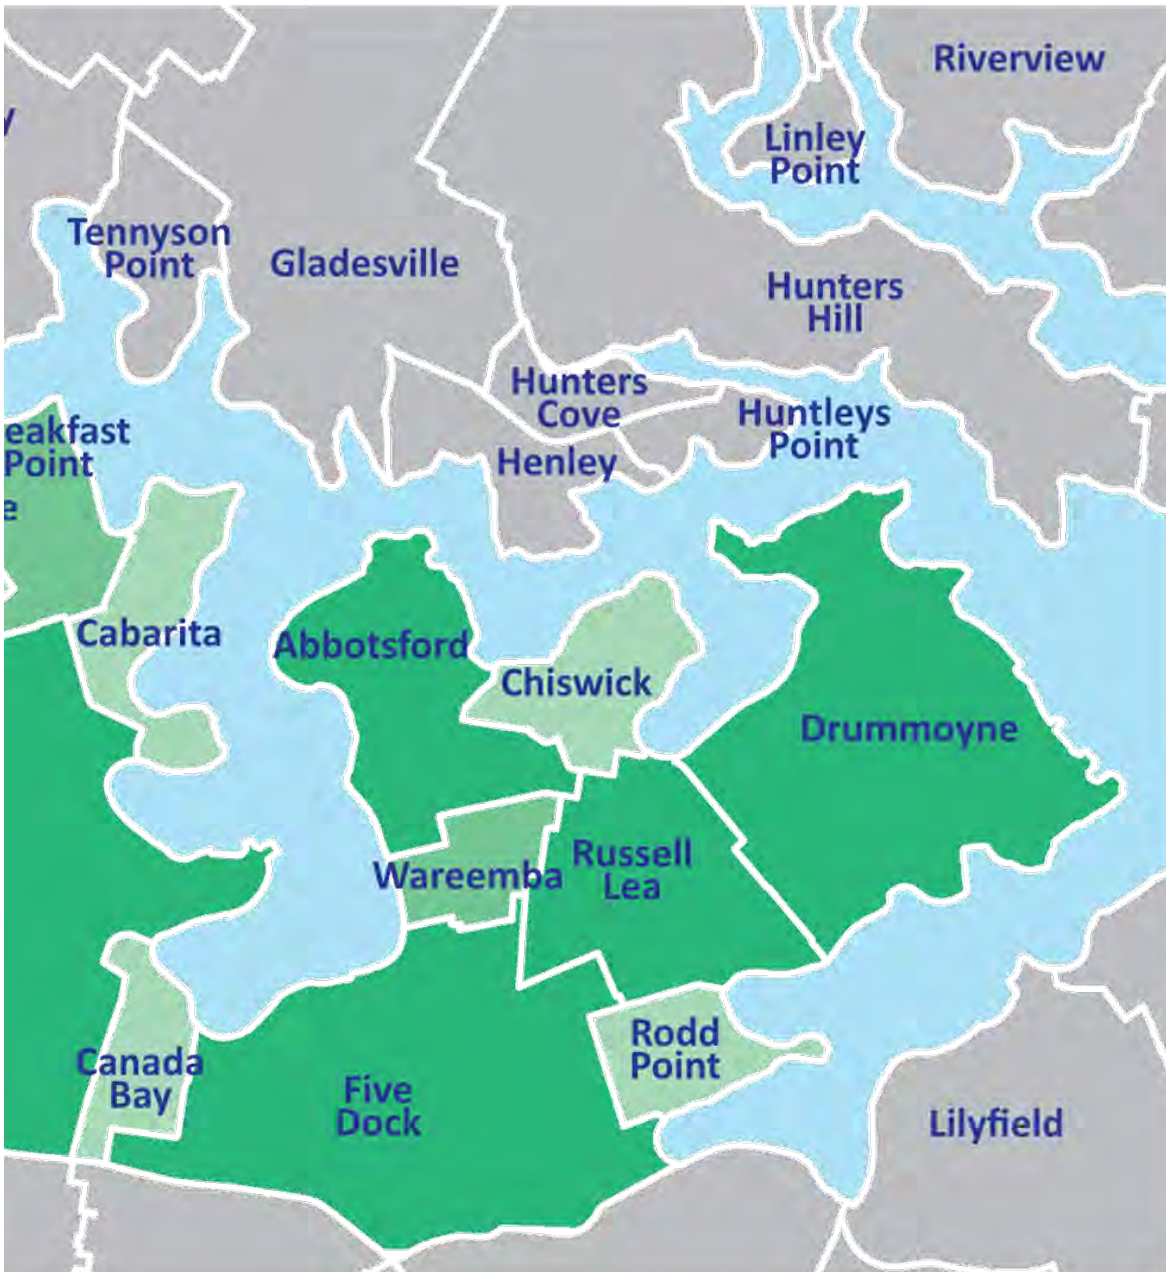 Riverview
y
Linley
Point
Tennyson
Point
Gladesville
Hunters
Hill
Hunters
Cove
Huntleys
Point
eakfast
Point
Henley
e
Cabarita
Abbotsford
Chiswick
Drummoyne
Wareemba
Russell
Lea
Canada
Bay
Rodd
Point
Five
Dock
Lilyfield